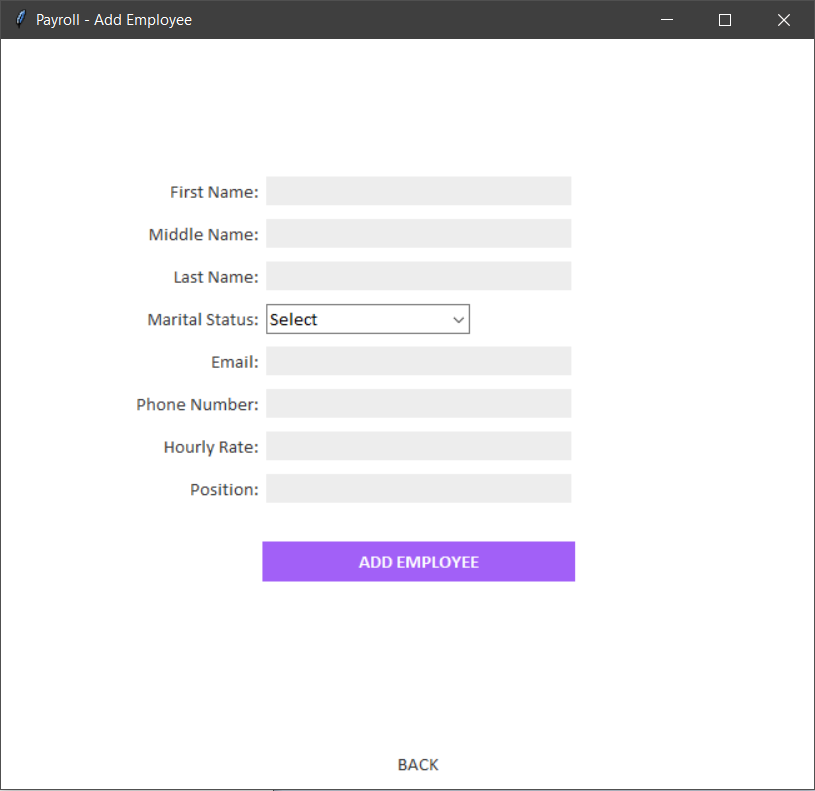 Payroll - Add Employee
First Name:
Middle Name:
Last Name:
Marital Status: Select
Email:
Phone Number:
Hourly Rate:
Position:
ADD EMPLOYEE
BACK